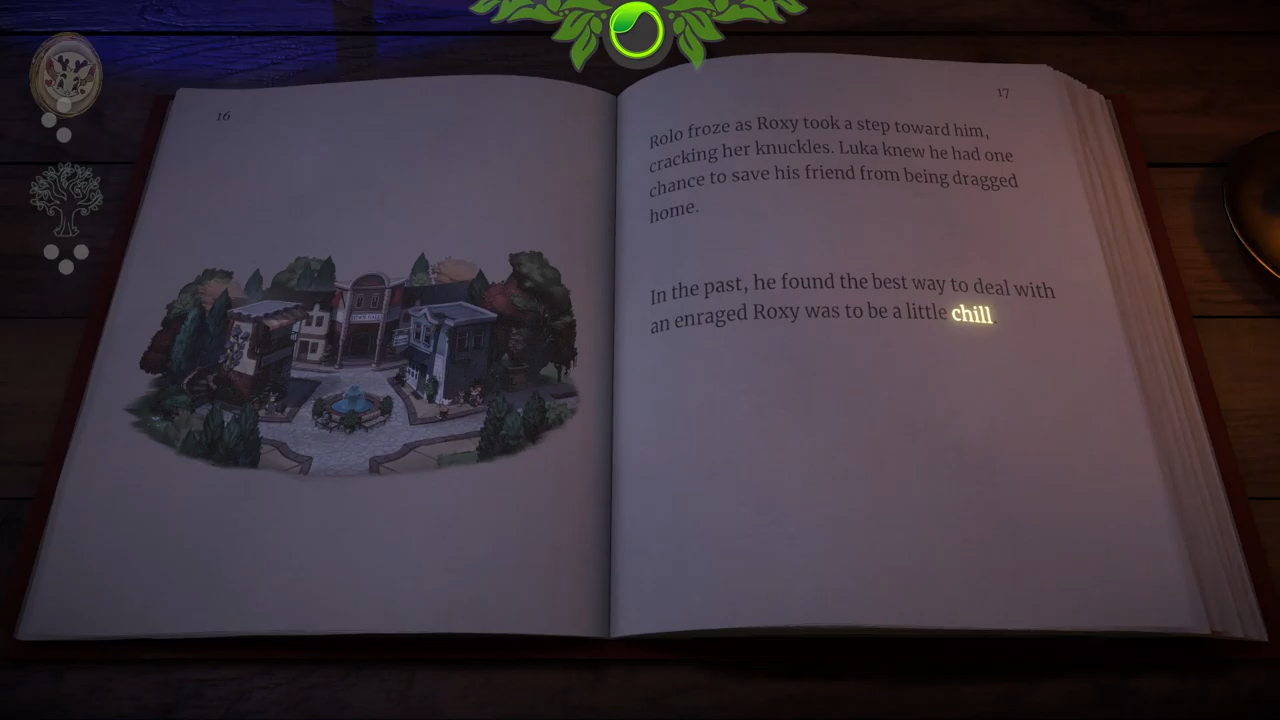 16
17
Rolo froze as Roxy took a step toward him,
cracking her knuckles. Luka knew he had one
chance to save his friend from being dragged
home.
In the past, he found the best way to deal with
an enraged Roxy was to be a little chill.